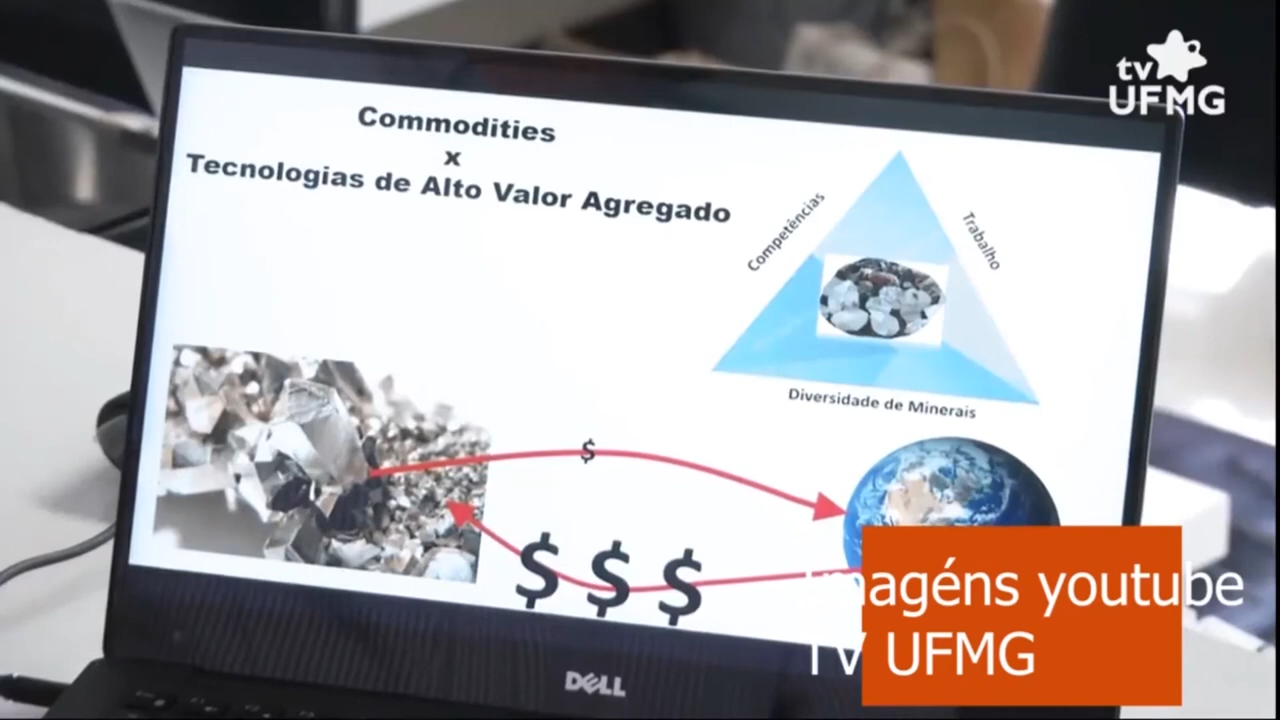 tv
UFMG
Commodities
x
Tecnologias de Alto Valor Agregado
Competências
Trabalho
Diversidade de Minerais
$
$ $ $
imagéns youtube
TV UFMG
DELL